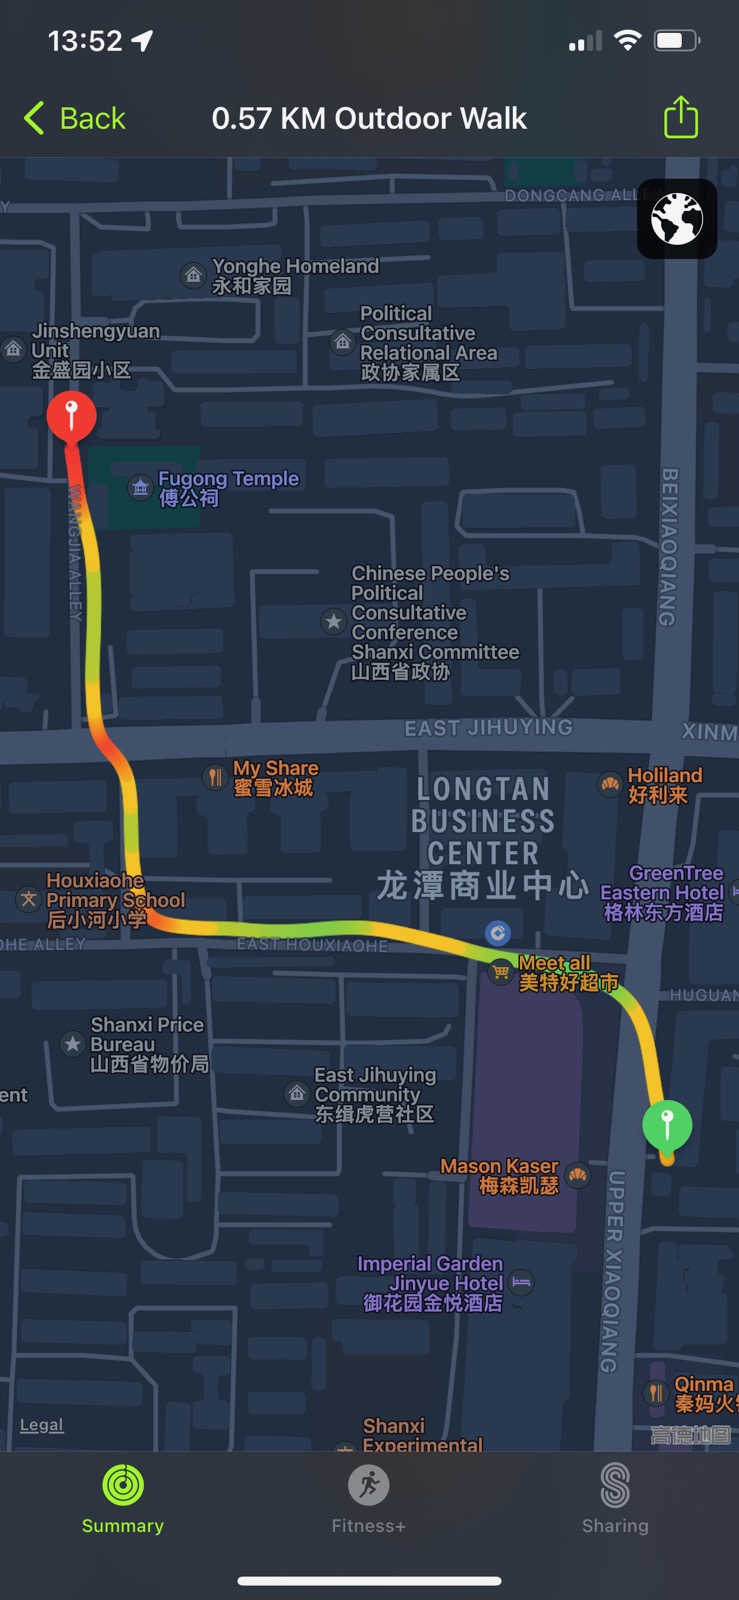 13:52
Back
0.57 KM Outdoor Walk
DONGCANG ALLEY
Y
Yonghe Homeland
永和家园
Political
Consultative
Relational Area
政协家属区
Jinshengyuan
Unit
金盛园小区
Fugong Temple
傅公祠
WANGJIA ALLEY
BEIXIAOQIANG
Chinese People's
Political
Consultative
Conference
Shanxi Committee
山西省政协
EAST JIHUYING
XINM
My Share
蜜雪冰城
Holiland
好利来
LONGTAN
BUSINESS
CENTER
龙潭商业中心
GreenTree
Eastern Hotel
格林东方酒店
Houxiaohe
Primary School
后小河小学
OHE ALLEY
EAST HOUXIAOHE
Meet all
美特好超市
HUGUAN
Shanxi Price
Bureau
山西省物价局
ent
East Jihuying
Community
东缉虎营社区
Mason Kaser
梅森凯瑟
UPPER XIAOQIANG
Imperial Garden
Jinyue Hotel
御花园金悦酒店
Qinma
秦妈火
Legal
Shanxi
Experimental
高德地图
Summary
Fitness+
Sharing